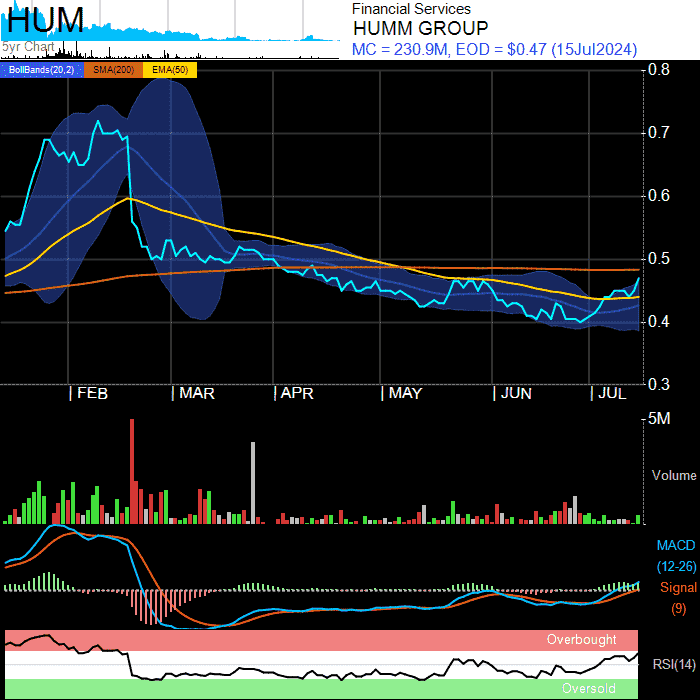 HUM
5yr Chart
Financial Services
HUMM GROUP
MC = 230.9M, EOD = $0.47 (15Jul2024)
BollBands(20,2) SMA(200) EMA(50)
0.8
0.7
0.6
0.5
0.4
0.3
FEB MAR APR MAY JUN JUL
5M
Volume
MACD
(12-26)
Signal
(9)
Overbought
RSI(14)
Oversold